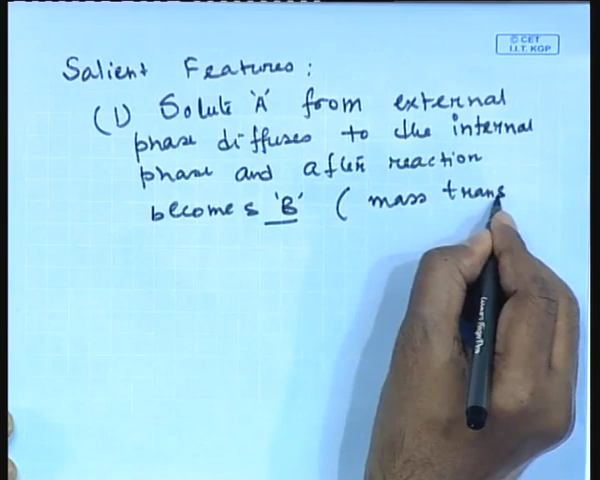 © CET
I.I.T. KGP
Salient Features:
(1) Solute 'A' from external
phase diffuses to the internal
phase and after reaction
becomes 'B' ( mass trans